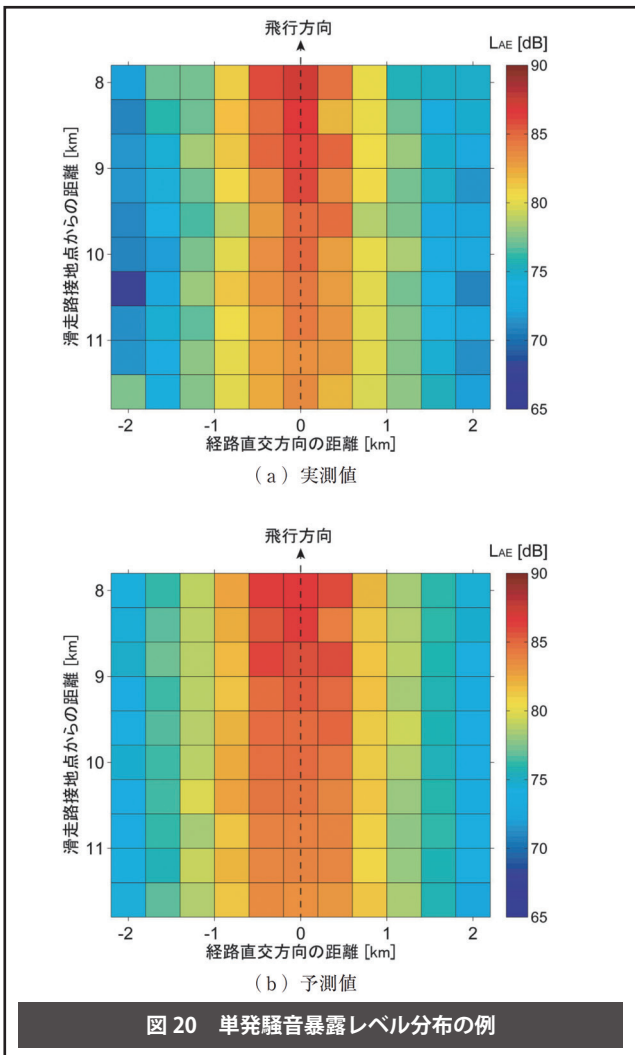 飛行方向
LAE [dB]
90
85
80
75
70
65
8
9
10
11
滑走路接地点からの距離 [km]
-2
-1
0
1
2
経路直交方向の距離 [km]
（a）実測値
飛行方向
LAE [dB]
90
85
80
75
70
65
8
9
10
11
滑走路接地点からの距離 [km]
-2
-1
0
1
2
経路直交方向の距離 [km]
（b）予測値
図 20　単発騒音暴露レベル分布の例